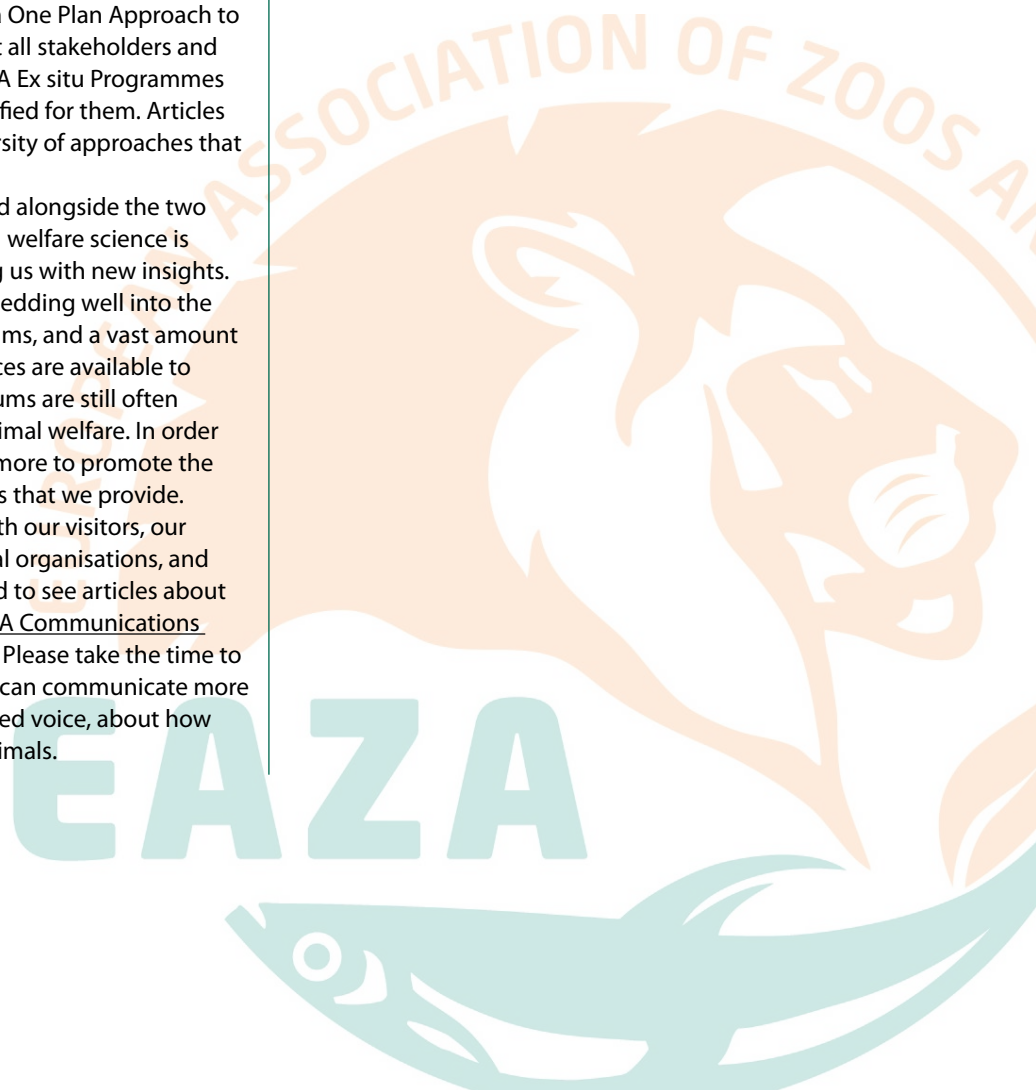 One Plan Approach to
all stakeholders and
A Ex situ Programmes
fied for them. Articles
rsity of approaches that
d alongside the two
welfare science is
g us with new insights.
edding well into the
ms, and a vast amount
ces are available to
ums are still often
imal welfare. In order
more to promote the
s that we provide.
th our visitors, our
al organisations, and
d to see articles about
A Communications
Please take the time to
can communicate more
ed voice, about how
imals.
EUROPEAN ASSOCIATION OF ZOOS A
EAZA